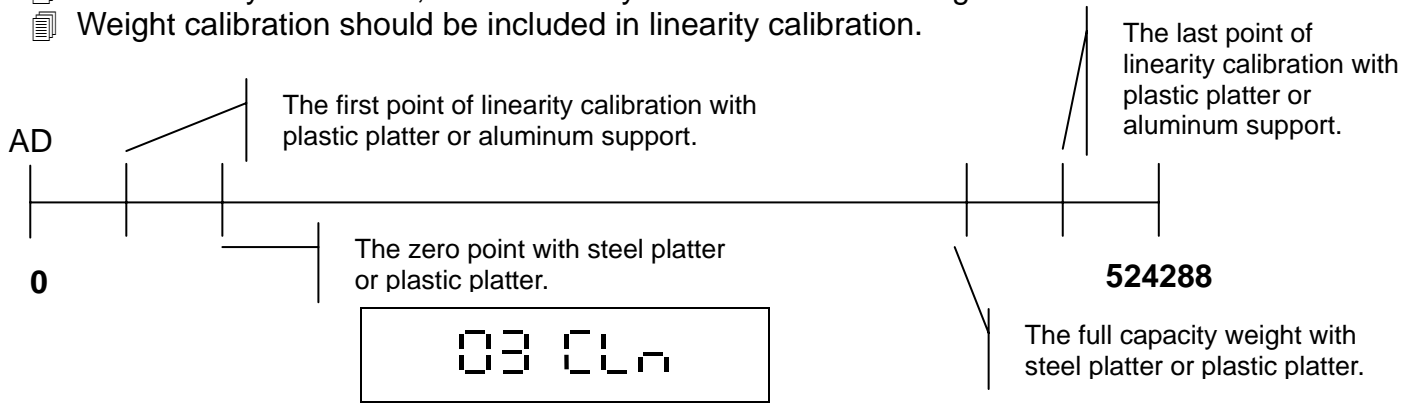 Weight calibration should be included in linearity calibration.
The last point of
linearity calibration with
plastic platter or
aluminum support.
The first point of linearity calibration with
plastic platter or aluminum support.
AD
The zero point with steel platter
or plastic platter.
0
524288
03 CLn
The full capacity weight with
steel platter or plastic platter.